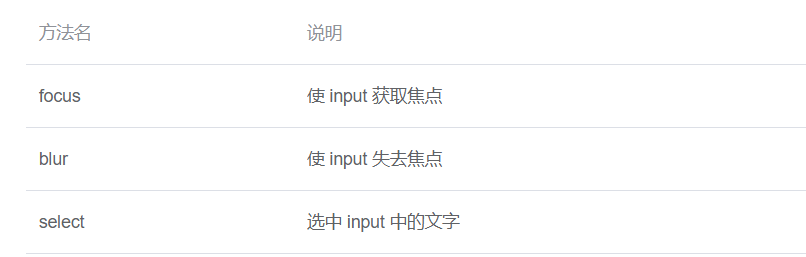 方法名 说明
focus 使 input 获取焦点
blur 使 input 失去焦点
select 选中 input 中的文字